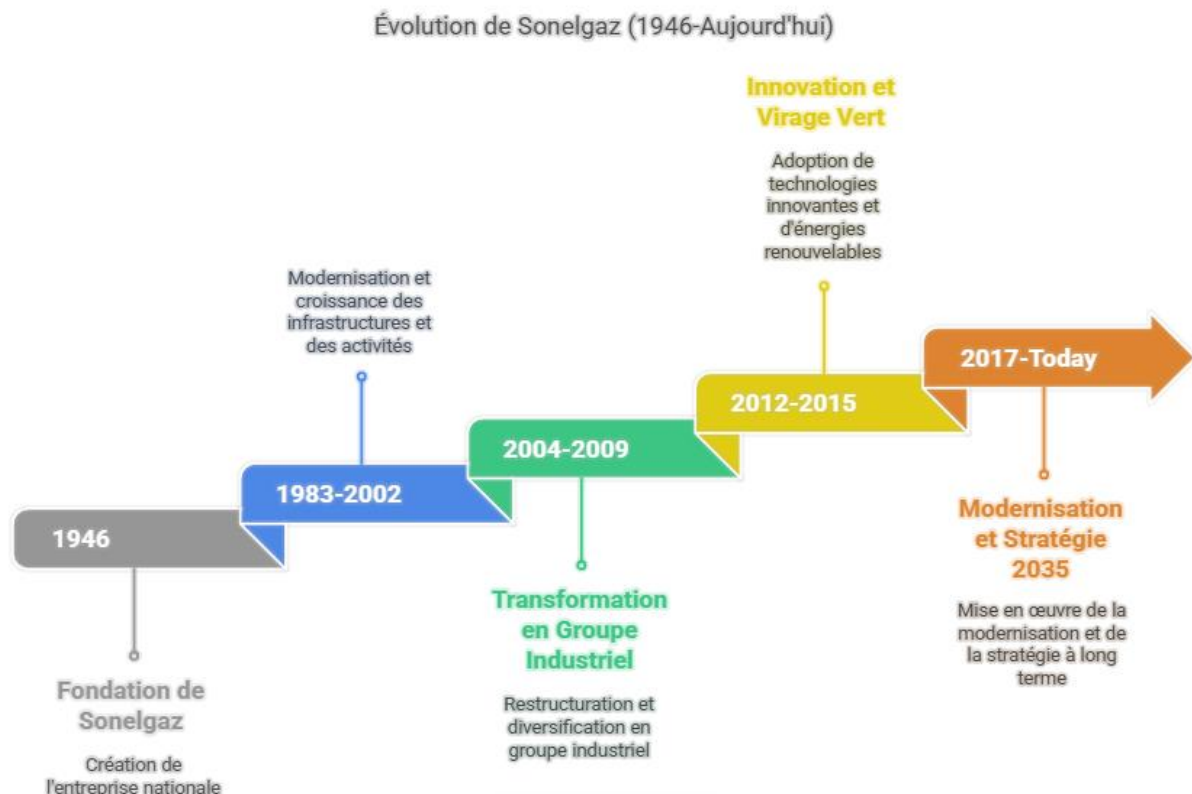 Évolution de Sonelgaz (1946-Aujourd'hui)
Innovation et
Virage Vert
Adoption de
technologies
innovantes et
d'énergies
renouvelables
Modernisation et
croissance des
infrastructures et
des activités
2017-Today
2012-2015
2004-2009
1983-2002
1946
Modernisation
et Stratégie
2035
Mise en œuvre de la
modernisation et de
la stratégie à long
terme
Transformation
en Groupe
Industriel
Restructuration et
diversification en
groupe industriel
Fondation de
Sonelgaz
Création de
l'entreprise nationale